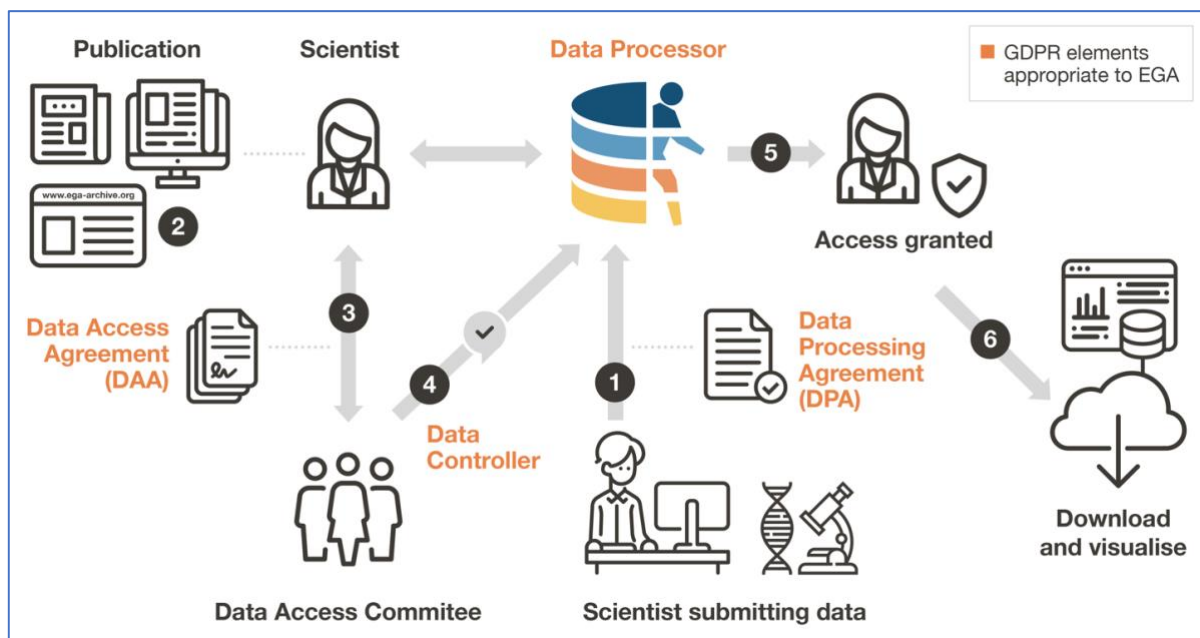 Publication
Scientist
Data Processor
GDPR elements
appropriate to EGA
www.ega-archive.org
2
5
Access granted
Data Access
Agreement
(DAA)
3
4
Data
Controller
1
Data
Processing
Agreement
(DPA)
6
Download
and visualise
Data Access Commitee
Scientist submitting data